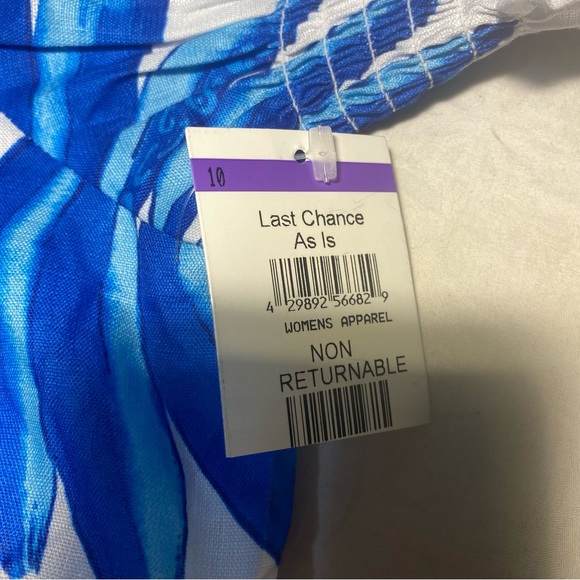 10
Last Chance
As Is
4 29892 56682 9
WOMENS APPAREL
NON
RETURNABLE